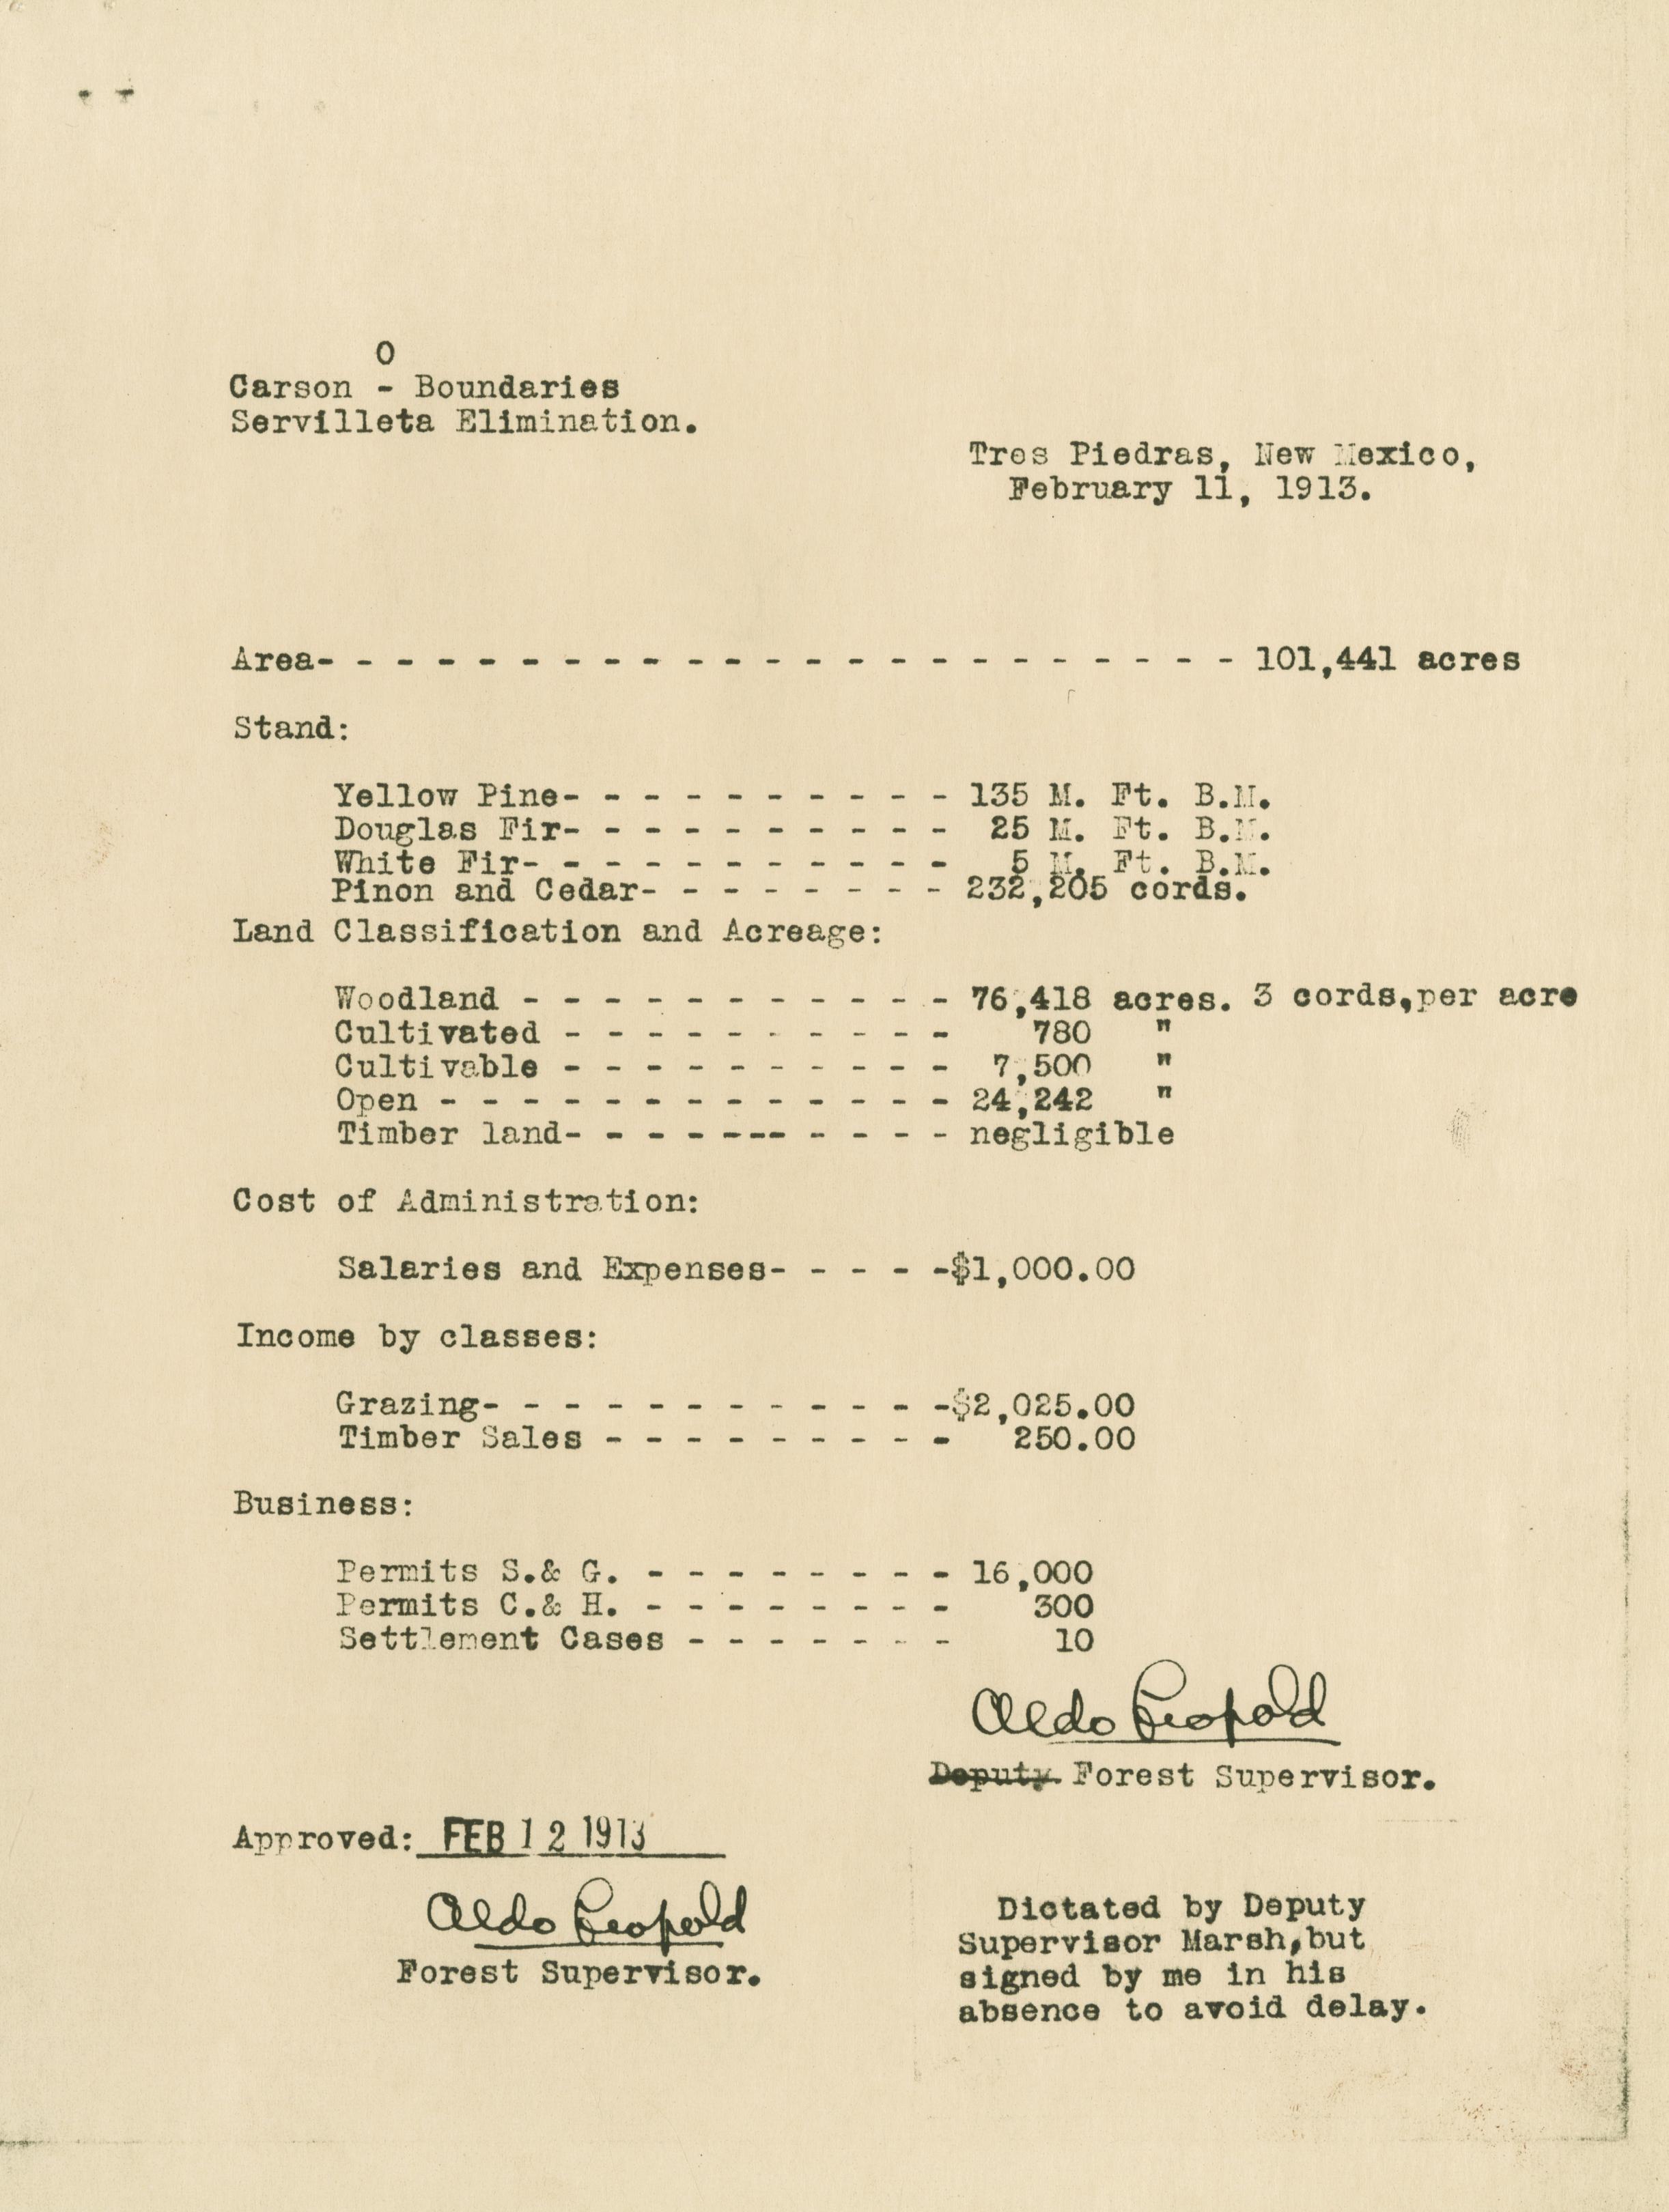 O
Carson - Boundaries
Servilleta Elimination.
Tres Piedras, New Mexico,
February 11, 1913.
Area- - - - - - - - - - - - - - - - - - - - - - - - 101,441 acres
Stand:
Yellow Pine- - - - - - - - - - 135 M. Ft. B.M.
Douglas Fir- - - - - - - - - - 25 M. Ft. B.M.
White Fir- - - - - - - - - - - 5 M. Ft. B.M.
Pinon and Cedar- - - - - - - - 232,205 cords.
Land Classification and Acreage:
Woodland - - - - - - - - - - - 76,418 acres. 3 cords,per acre
Cultivated - - - - - - - - - - 780 "
Cultivable - - - - - - - - - - 7,500 "
Open - - - - - - - - - - - - - 24,242 "
Timber land- - - - ---- - - - - negligible
Cost of Administration:
Salaries and Expenses- - - - -$1,000.00
Income by classes:
Grazing- - - - - - - - - - - -$2,025.00
Timber Sales - - - - - - - - - 250.00
Business:
Permits S.& G. - - - - - - - - 16,000
Permits C.& H. - - - - - - - - 300
Settlement Cases - - - - - - - 10
Aldo Leopold
Deputy Forest Supervisor.
Approved: FEB 12 1913
Aldo Leopold
Forest Supervisor.
Dictated by Deputy
Supervisor Marsh,but
signed by me in his
absence to avoid delay.